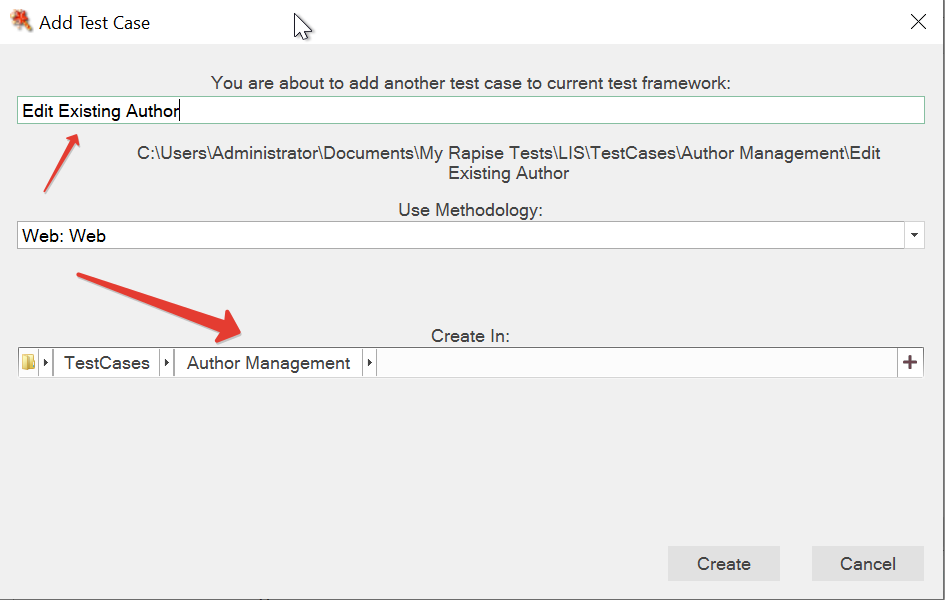 Add Test Case
You are about to add another test case to current test framework:
Edit Existing Author
C:\Users\Administrator\Documents\My Rapise Tests\LIS\TestCases\Author Management\Edit
Existing Author
Use Methodology:
Web: Web
Create In:
TestCases Author Management
Create Cancel